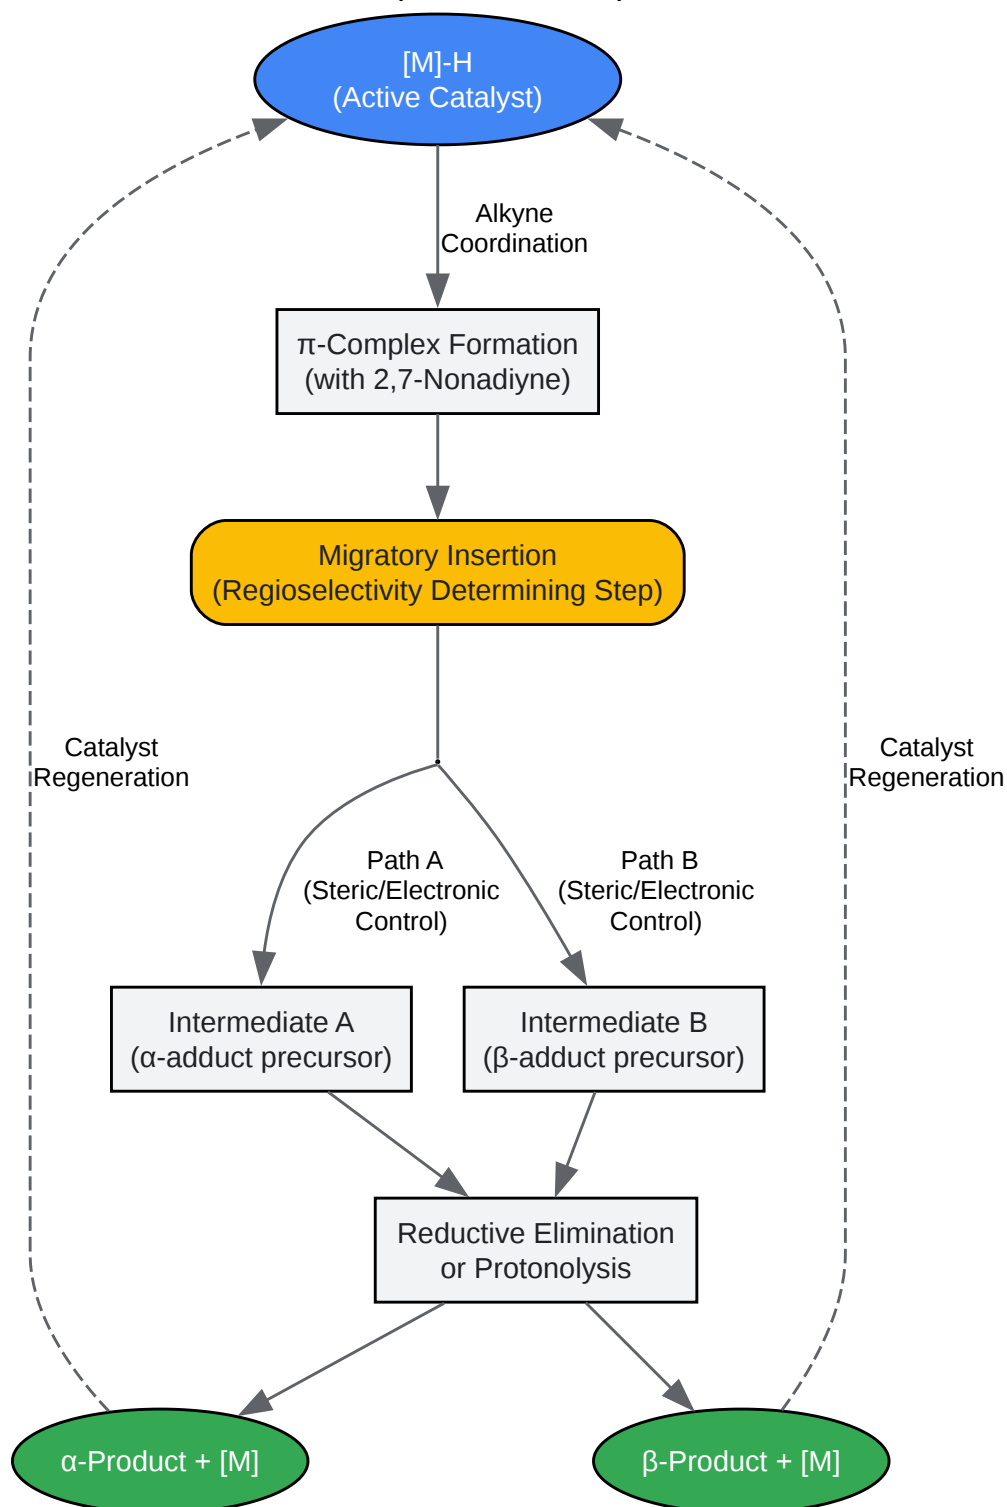 [M]-H
(Active Catalyst)
Alkyne
Coordination
π-Complex Formation
(with 2,7-Nonadiyne)
Migratory Insertion
(Regioselectivity Determining Step)
Catalyst
Regeneration
Catalyst
Regeneration
Path A
(Steric/Electronic
Control)
Path B
(Steric/Electronic
Control)
Intermediate A
(α-adduct precursor)
Intermediate B
(β-adduct precursor)
Reductive Elimination
or Protonolysis
α-Product + [M]
β-Product + [M]